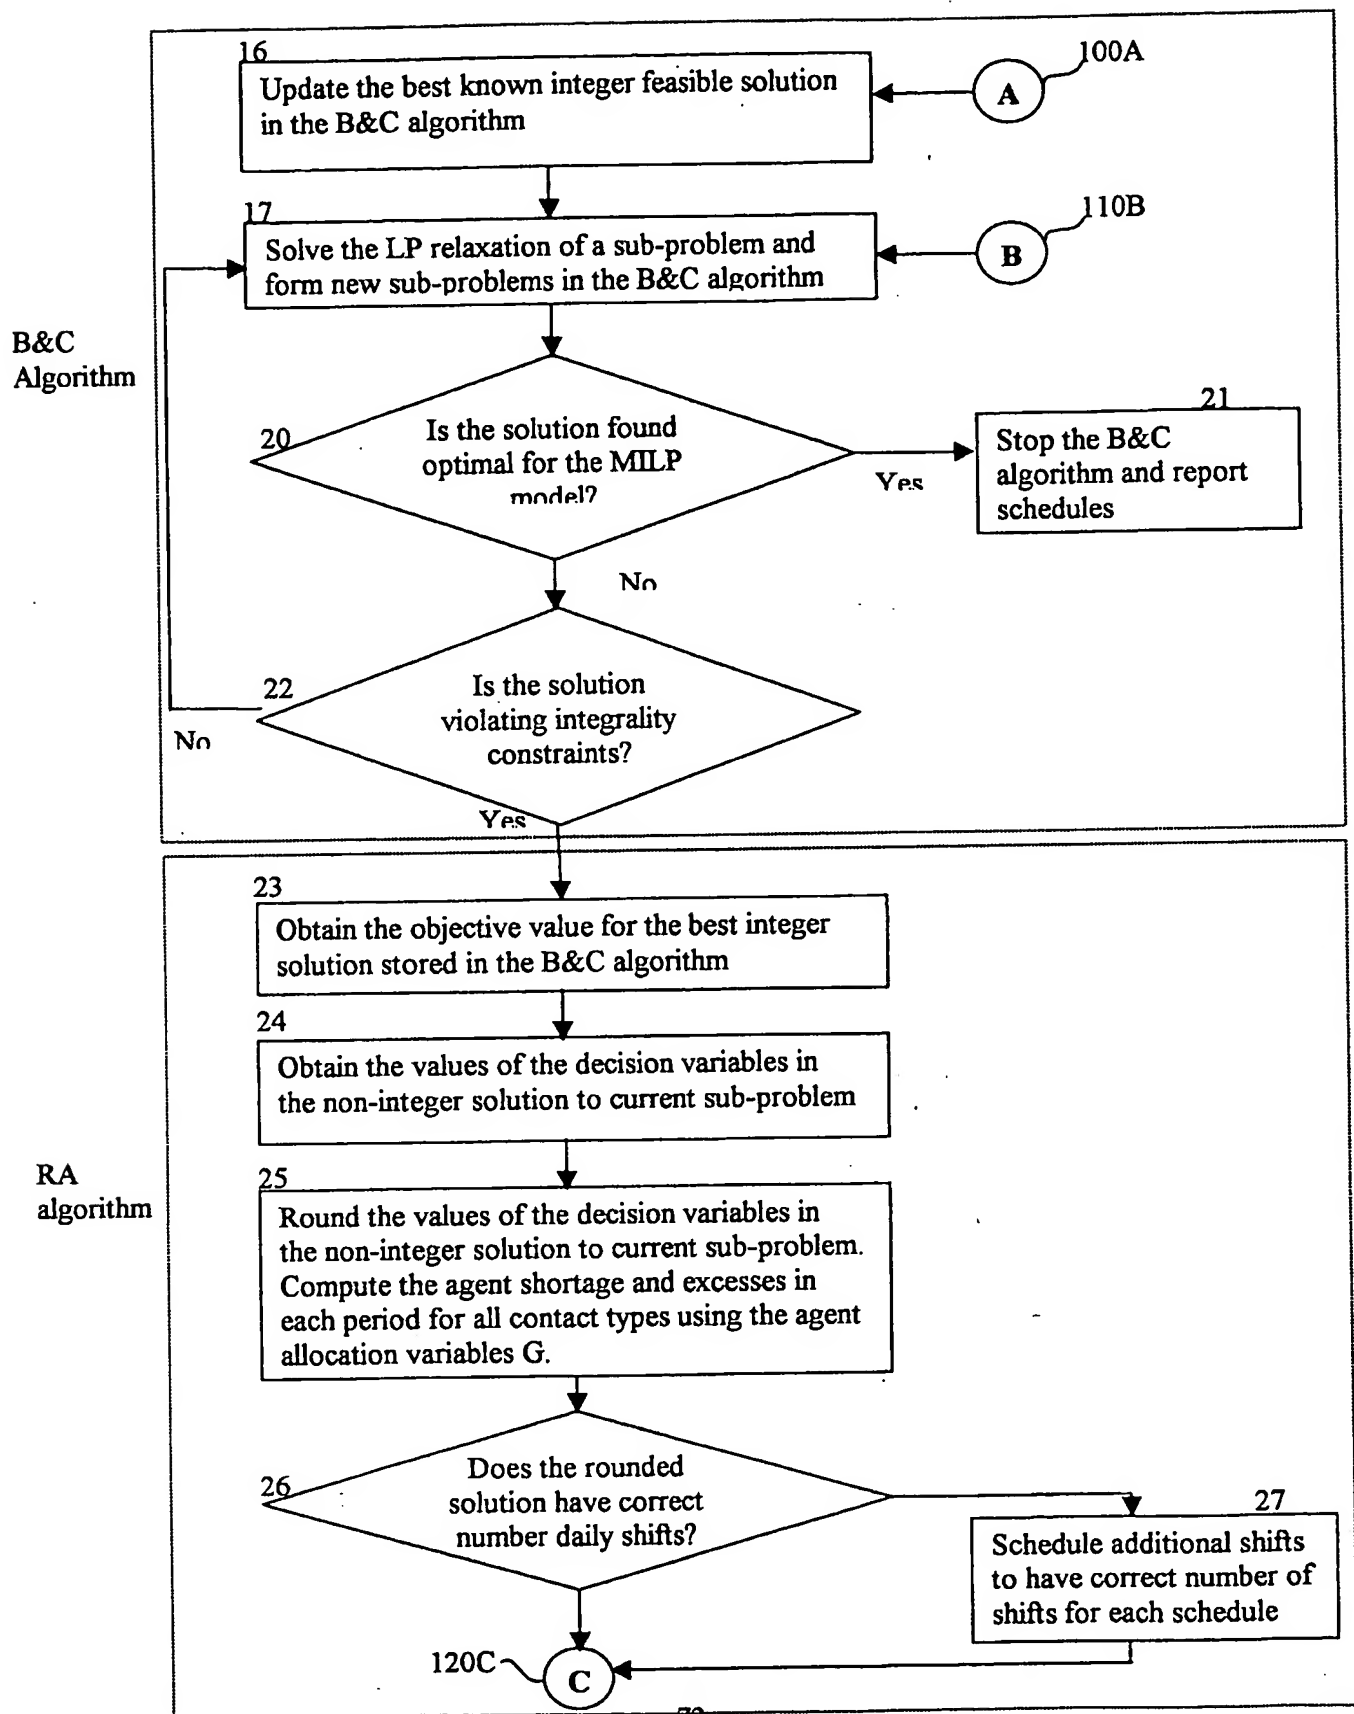 16
Update the best known integer feasible solution
in the B&C algorithm
A
100A
17
Solve the LP relaxation of a sub-problem and
form new sub-problems in the B&C algorithm
B
110B
B&C
Algorithm
20
Is the solution found
optimal for the MILP
model?
Yes
21
Stop the B&C
algorithm and report
schedules
No
22
Is the solution
violating integrality
constraints?
No
Yes
23
Obtain the objective value for the best integer
solution stored in the B&C algorithm
24
Obtain the values of the decision variables in
the non-integer solution to current sub-problem
RA
algorithm
25
Round the values of the decision variables in
the non-integer solution to current sub-problem.
Compute the agent shortage and excesses in
each period for all contact types using the agent
allocation variables G.
26
Does the rounded
solution have correct
number daily shifts?
27
Schedule additional shifts
to have correct number of
shifts for each schedule
120C
C